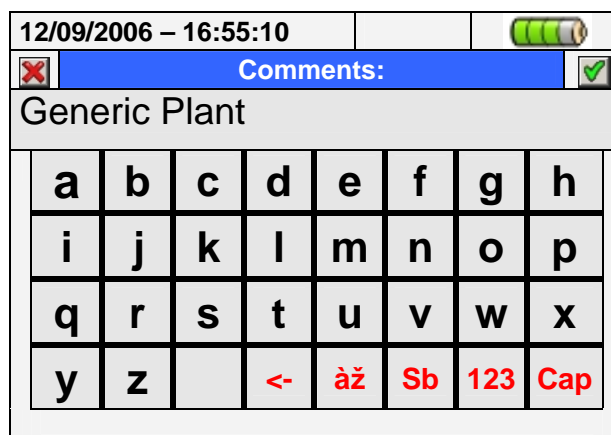 12/09/2006 – 16:55:10
Comments:
Generic Plant
a b c d e f g h
i j k l m n o p
q r s t u v w x
y z <- àž Sb 123 Cap